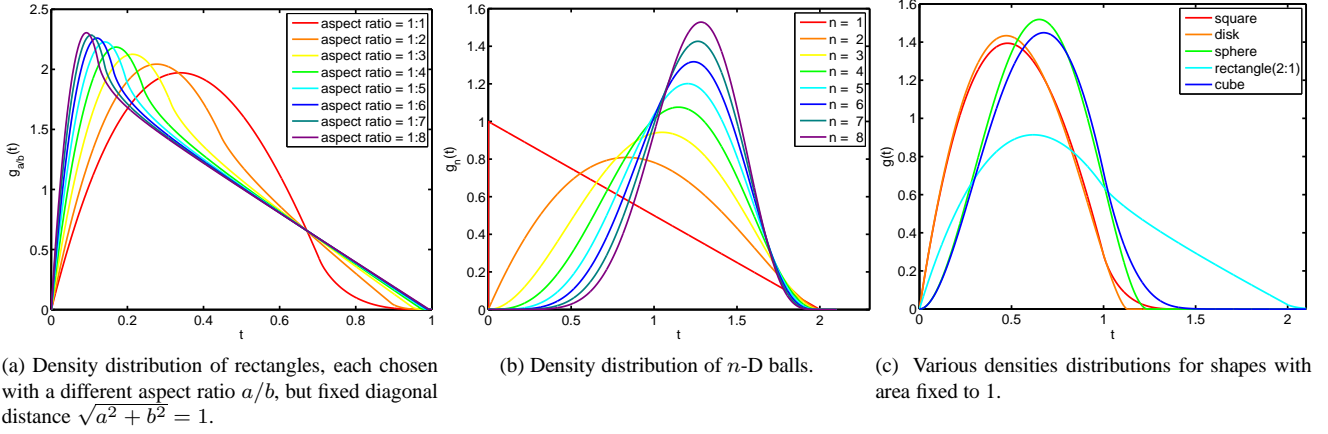 2.5
2
1.5
1
0.5
0
0 0.2 0.4 0.6 0.8 1
t
g_{a/b}(t)
aspect ratio = 1:1
aspect ratio = 1:2
aspect ratio = 1:3
aspect ratio = 1:4
aspect ratio = 1:5
aspect ratio = 1:6
aspect ratio = 1:7
aspect ratio = 1:8
(a) Density distribution of rectangles, each chosen
with a different aspect ratio a/b, but fixed diagonal
distance √a² + b² = 1.
1.6
1.4
1.2
1
0.8
0.6
0.4
0.2
0
0 0.5 1 1.5 2
t
g_n(t)
n = 1
n = 2
n = 3
n = 4
n = 5
n = 6
n = 7
n = 8
(b) Density distribution of n-D balls.
1.6
1.4
1.2
1
0.8
0.6
0.4
0.2
0
0 0.5 1 1.5 2
t
g(t)
square
disk
sphere
rectangle(2:1)
cube
(c) Various densities distributions for shapes with
area fixed to 1.